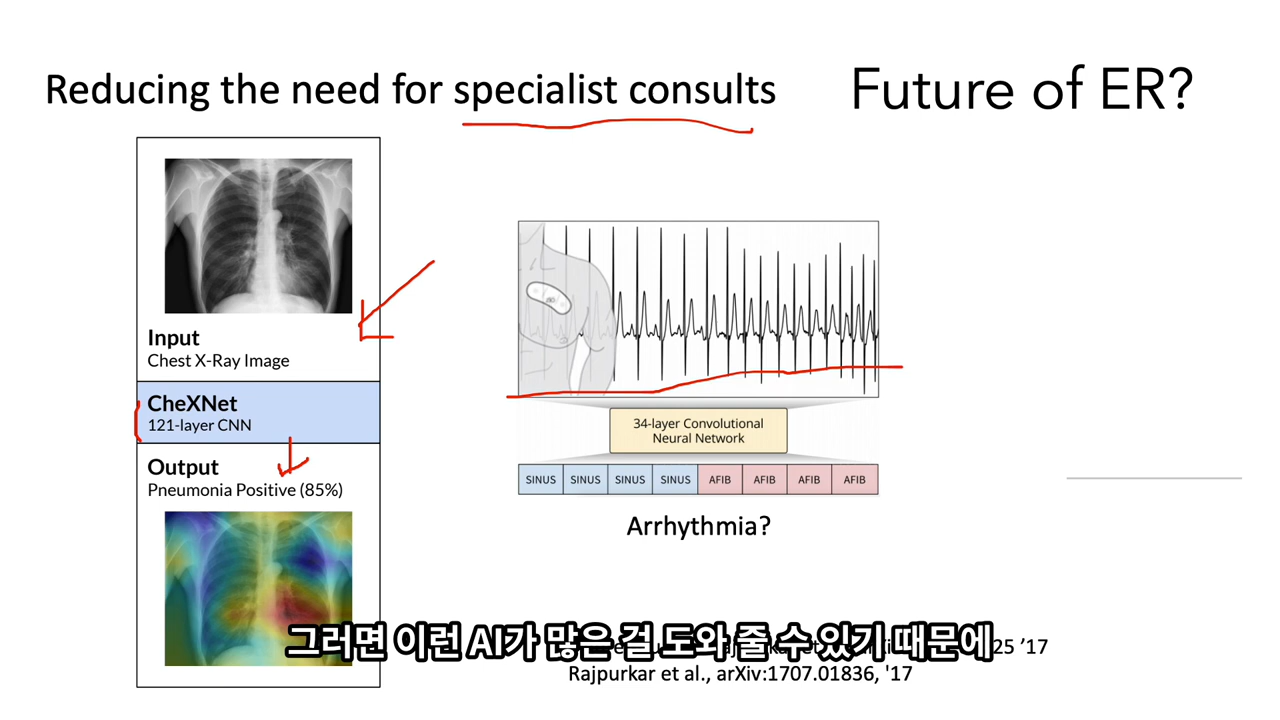 Reducing the need for specialist consults
Future of ER?
Input
Chest X-Ray Image
CheXNet
121-layer CNN
Output
Pneumonia Positive (85%)
34-layer Convolutional
Neural Network
SINUS SINUS SINUS SINUS AFIB AFIB AFIB AFIB
Arrhythmia?
그러면 이런 AI가 많은 걸 도와 줄 수 있기 때문에
25 ’17
Rajpurkar et al., arXiv:1707.01836, '17